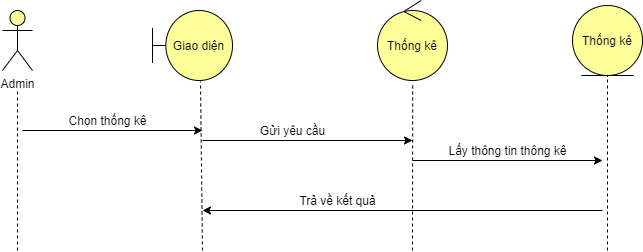 Giao diện
Thống kê
Thống kê
Admin
Chọn thống kê
Gửi yêu cầu
Lấy thông tin thông kê
Trả về kết quả